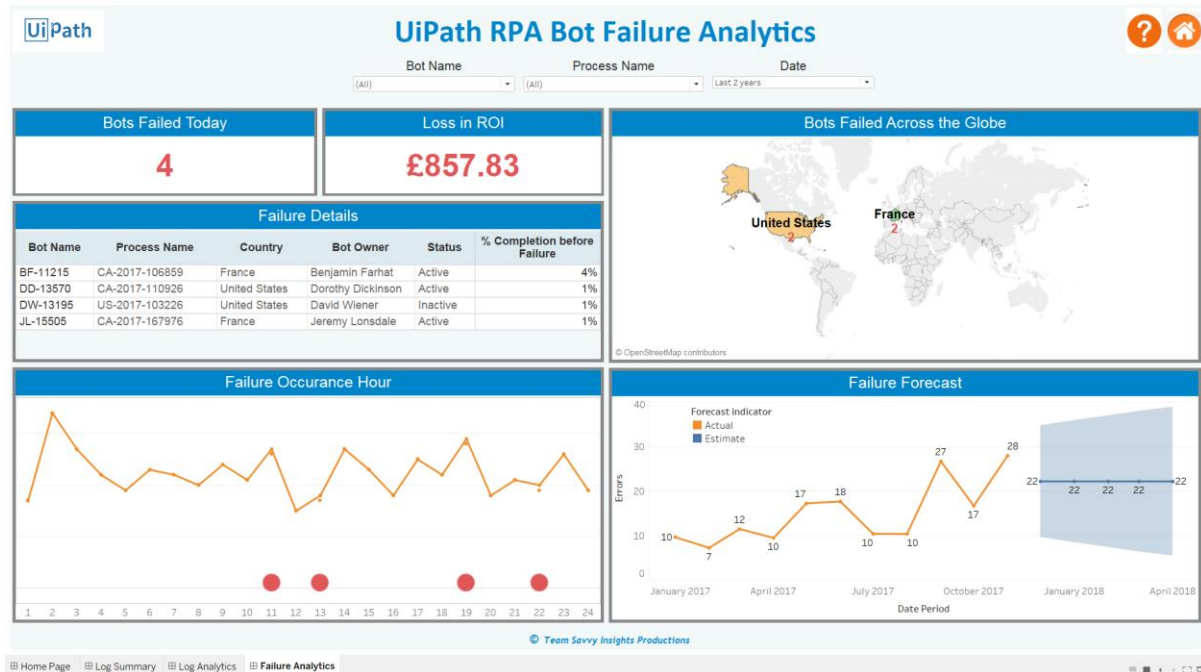 UiPath
UiPath RPA Bot Failure Analytics
?
Bot Name
Process Name
Date
(All)
(All)
Last 2 years
Bots Failed Today
4
Loss in ROI
£857.83
Bots Failed Across the Globe
United States
2
France
2
© OpenStreetMap contributors
Failure Details
Bot Name Process Name Country Bot Owner Status % Completion before Failure
BF-11215 CA-2017-106859 France Benjamin Farhat Active 4%
DD-13570 CA-2017-110926 United States Dorothy Dickinson Active 1%
DW-13195 US-2017-103226 United States David Wiener Inactive 1%
JL-15505 CA-2017-167976 France Jeremy Lonsdale Active 1%
Failure Occurance Hour
1 2 3 4 5 6 7 8 9 10 11 12 13 14 15 16 17 18 19 20 21 22 23 24
Failure Forecast
Forecast indicator
Actual
Estimate
Errors
40
30
20
10
0
10 7 12 10 17 18 10 10 27 17 28 22 22 22 22 22
January 2017 April 2017 July 2017 October 2017 January 2018 April 2018
Date Period
© Team Savvy Insights Productions
Home Page Log Summary Log Analytics Failure Analytics